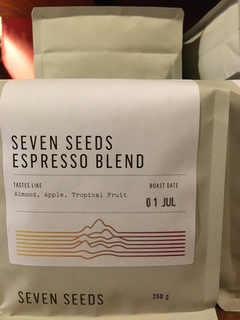 SEVEN SEEDS
ESPRESSO BLEND
TASTES LIKE ROAST DATE
Almond, Apple, Tropical Fruit 01 JUL
SEVEN SEEDS 250 g